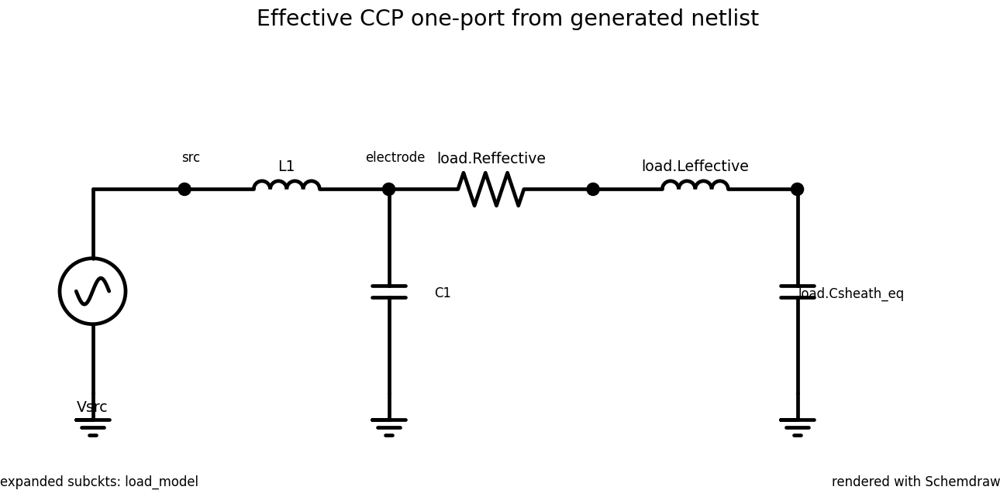 Effective CCP one-port from generated netlist
src
L1
electrode
load.Reffective
load.Leffective
C1
load.Csheath_eq
Vsrc
expanded subckts: load_model
rendered with Schemdraw